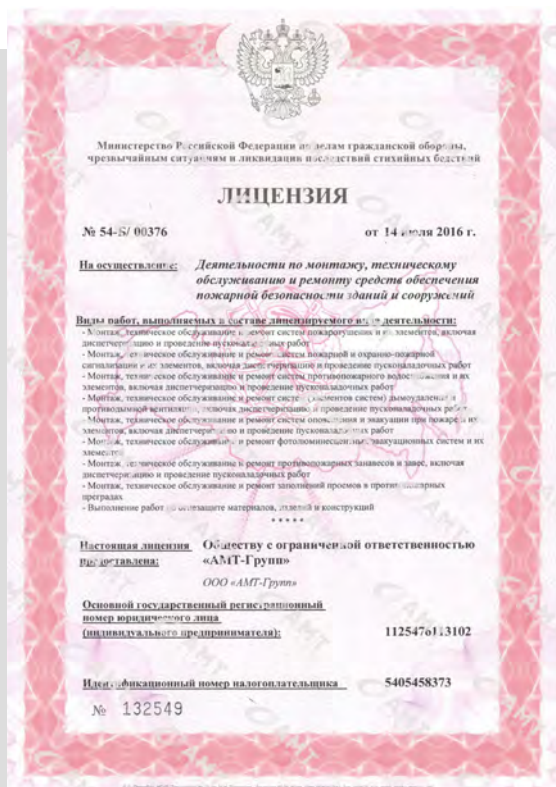 Министерство Российской Федерации по делам гражданской обороны,
чрезвычайным ситуациям и ликвидации последствий стихийных бедствий
ЛИЦЕНЗИЯ
№ 54-Б/ 00376
от 14 июля 2016 г.
На осуществление: Деятельности по монтажу, техническому
обслуживанию и ремонту средств обеспечения
пожарной безопасности зданий и сооружений
Виды работ, выполняемых в составе лицензируемого вида деятельности:
- Монтаж, техническое обслуживание и ремонт систем пожаротушения и их элементов, включая
диспетчеризацию и проведение пусконаладочных работ
- Монтаж, техническое обслуживание и ремонт систем пожарной и охранно-пожарной
сигнализации и их элементов, включая диспетчеризацию и проведение пусконаладочных работ
- Монтаж, техническое обслуживание и ремонт систем противопожарного водоснабжения и их
элементов, включая диспетчеризацию и проведение пусконаладочных работ
- Монтаж, техническое обслуживание и ремонт систем (элементов систем) дымоудаления и
противодымной вентиляции, включая диспетчеризацию и проведение пусконаладочных работ
- Монтаж, техническое обслуживание и ремонт систем оповещения и эвакуации при пожаре и их
элементов, включая диспетчеризацию и проведение пусконаладочных работ
- Монтаж, техническое обслуживание и ремонт фотолюминесцентных эвакуационных систем и их
элементов
- Монтаж, техническое обслуживание и ремонт противопожарных занавесов и завес, включая
диспетчеризацию и проведение пусконаладочных работ
- Монтаж, техническое обслуживание и ремонт заполнений проемов в противопожарных
преградах
- Выполнение работ по огнезащите материалов, изделий и конструкций
* * * * *
Настоящая лицензия Обществу с ограниченной ответственностью
предоставлена: «АМТ-Групп»
ООО «АМТ-Групп»
Основной государственный регистрационный
номер юридического лица
(индивидуального предпринимателя): 1125476113102
Идентификационный номер налогоплательщика 5405458373
№ 132549